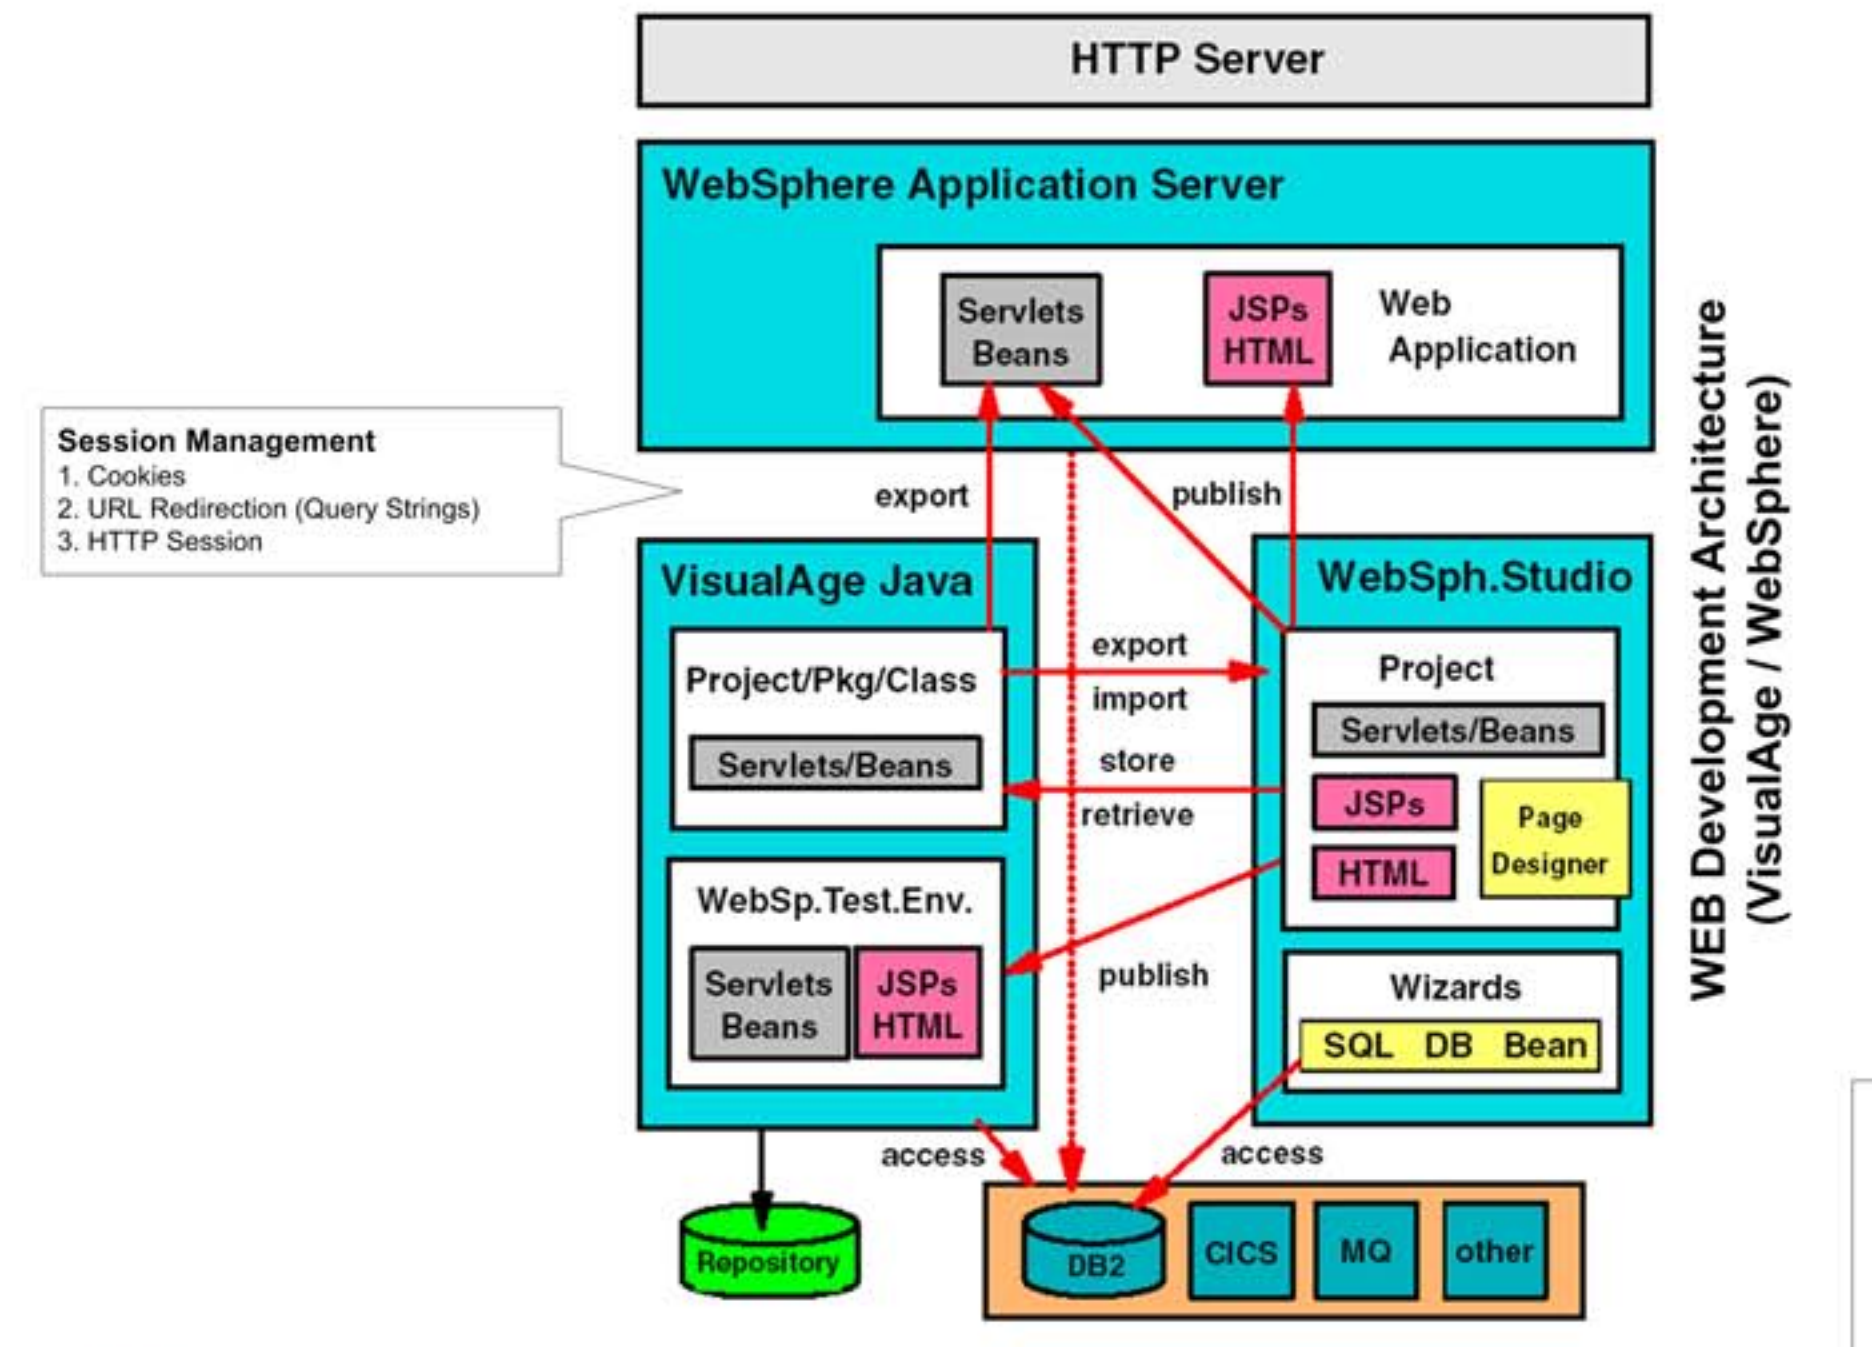 HTTP Server
WebSphere Application Server
Servlets
Beans
JSPs
HTML
Web
Application
Session Management
1. Cookies
2. URL Redirection (Query Strings)
3. HTTP Session
export
publish
VisualAge Java
Project/Pkg/Class
Servlets/Beans
WebSp.Test.Env.
Servlets
Beans
JSPs
HTML
export
import
store
retrieve
publish
WebSph.Studio
Project
Servlets/Beans
JSPs
HTML
Page
Designer
Wizards
SQL DB Bean
access
access
Repository
DB2
CICS
MQ
other
WEB Development Architecture
(VisualAge / WebSphere)